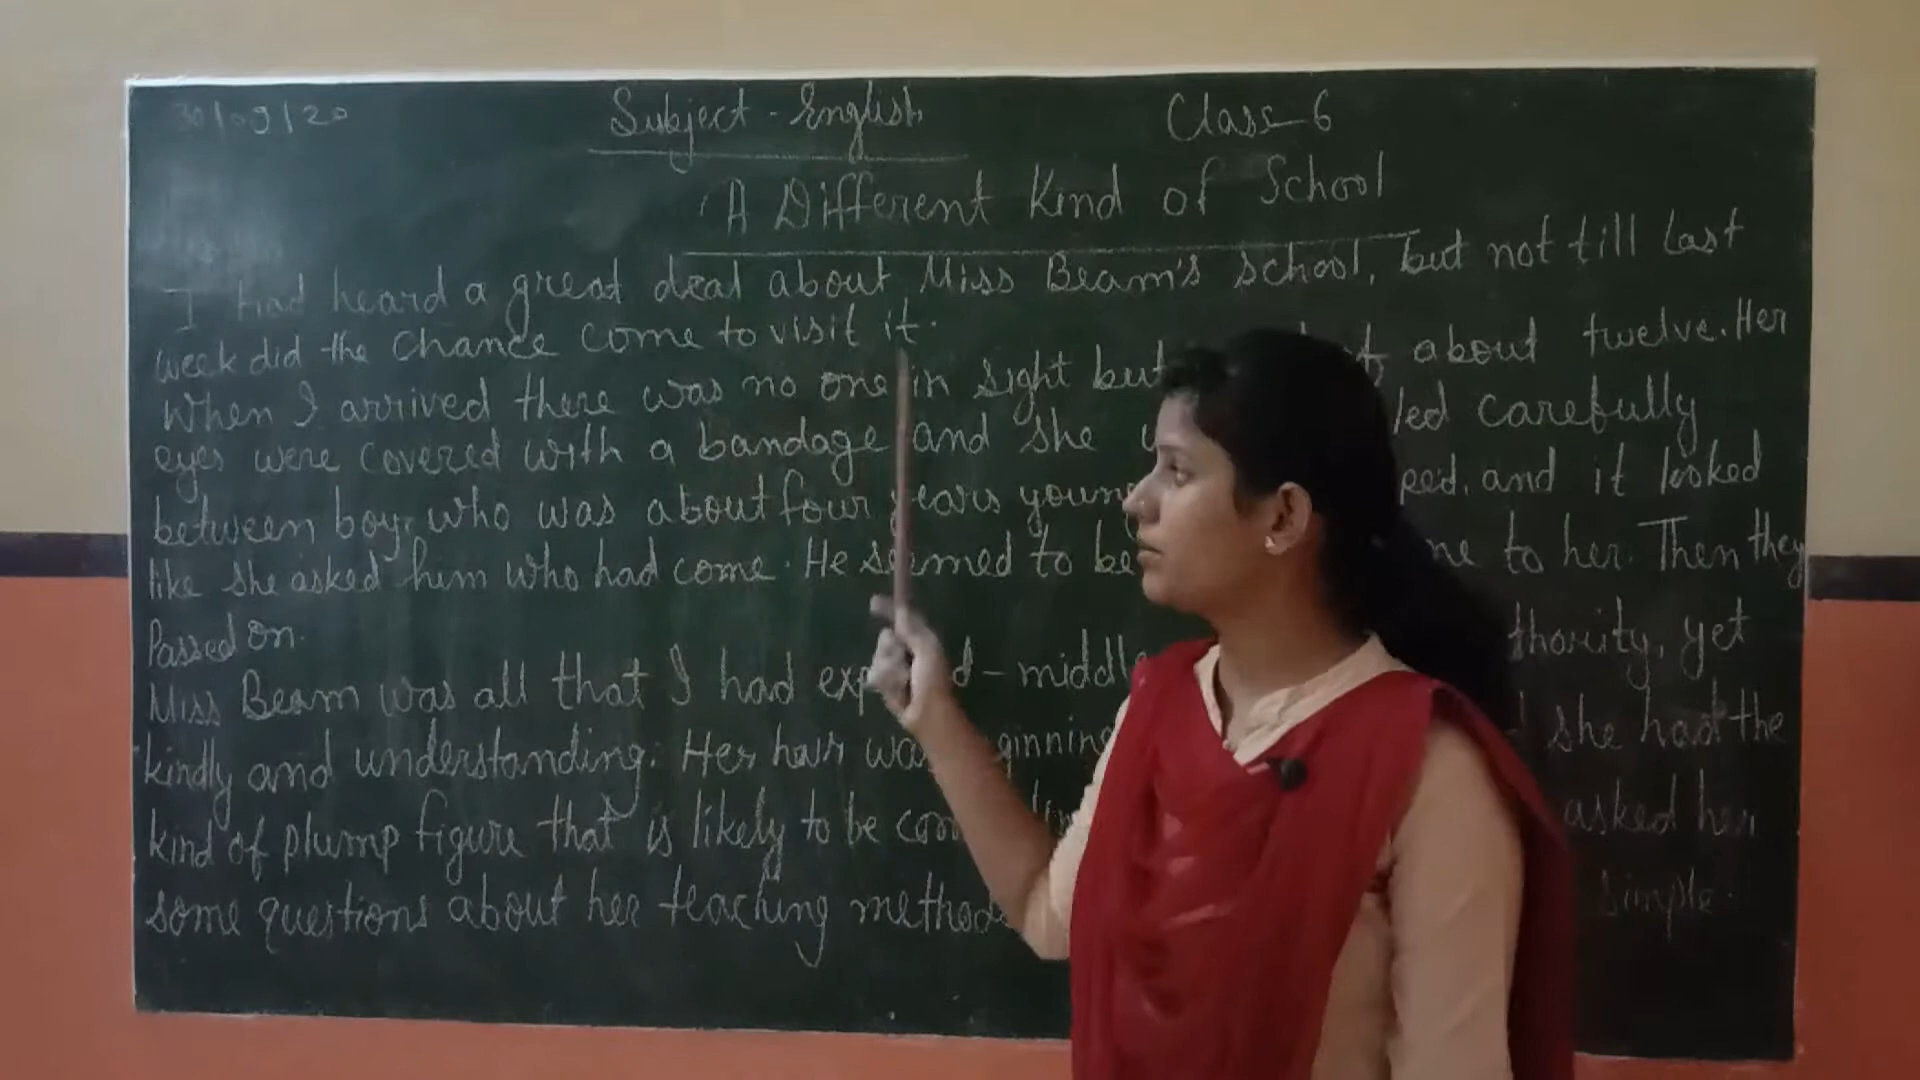 30/09/20 Subject - English Class-6
A Different Kind of School
I Had heard a great deal about Miss Beam's school, but not till Last
week did the Chance come to visit it.
When I arrived there was no one in sight but of about twelve. Her
eyes were covered with a bandage and she led carefully
between boy, who was about four years young ped, and it looked
like she asked him who had come. He seemed to be to her. Then they
Passed on.
Miss Beam was all that I had exp d - middle thority, yet
kindly and understanding. Her hair was ginning she had the
kind of plump figure that is likely to be com asked her
some questions about her teaching methods simple.